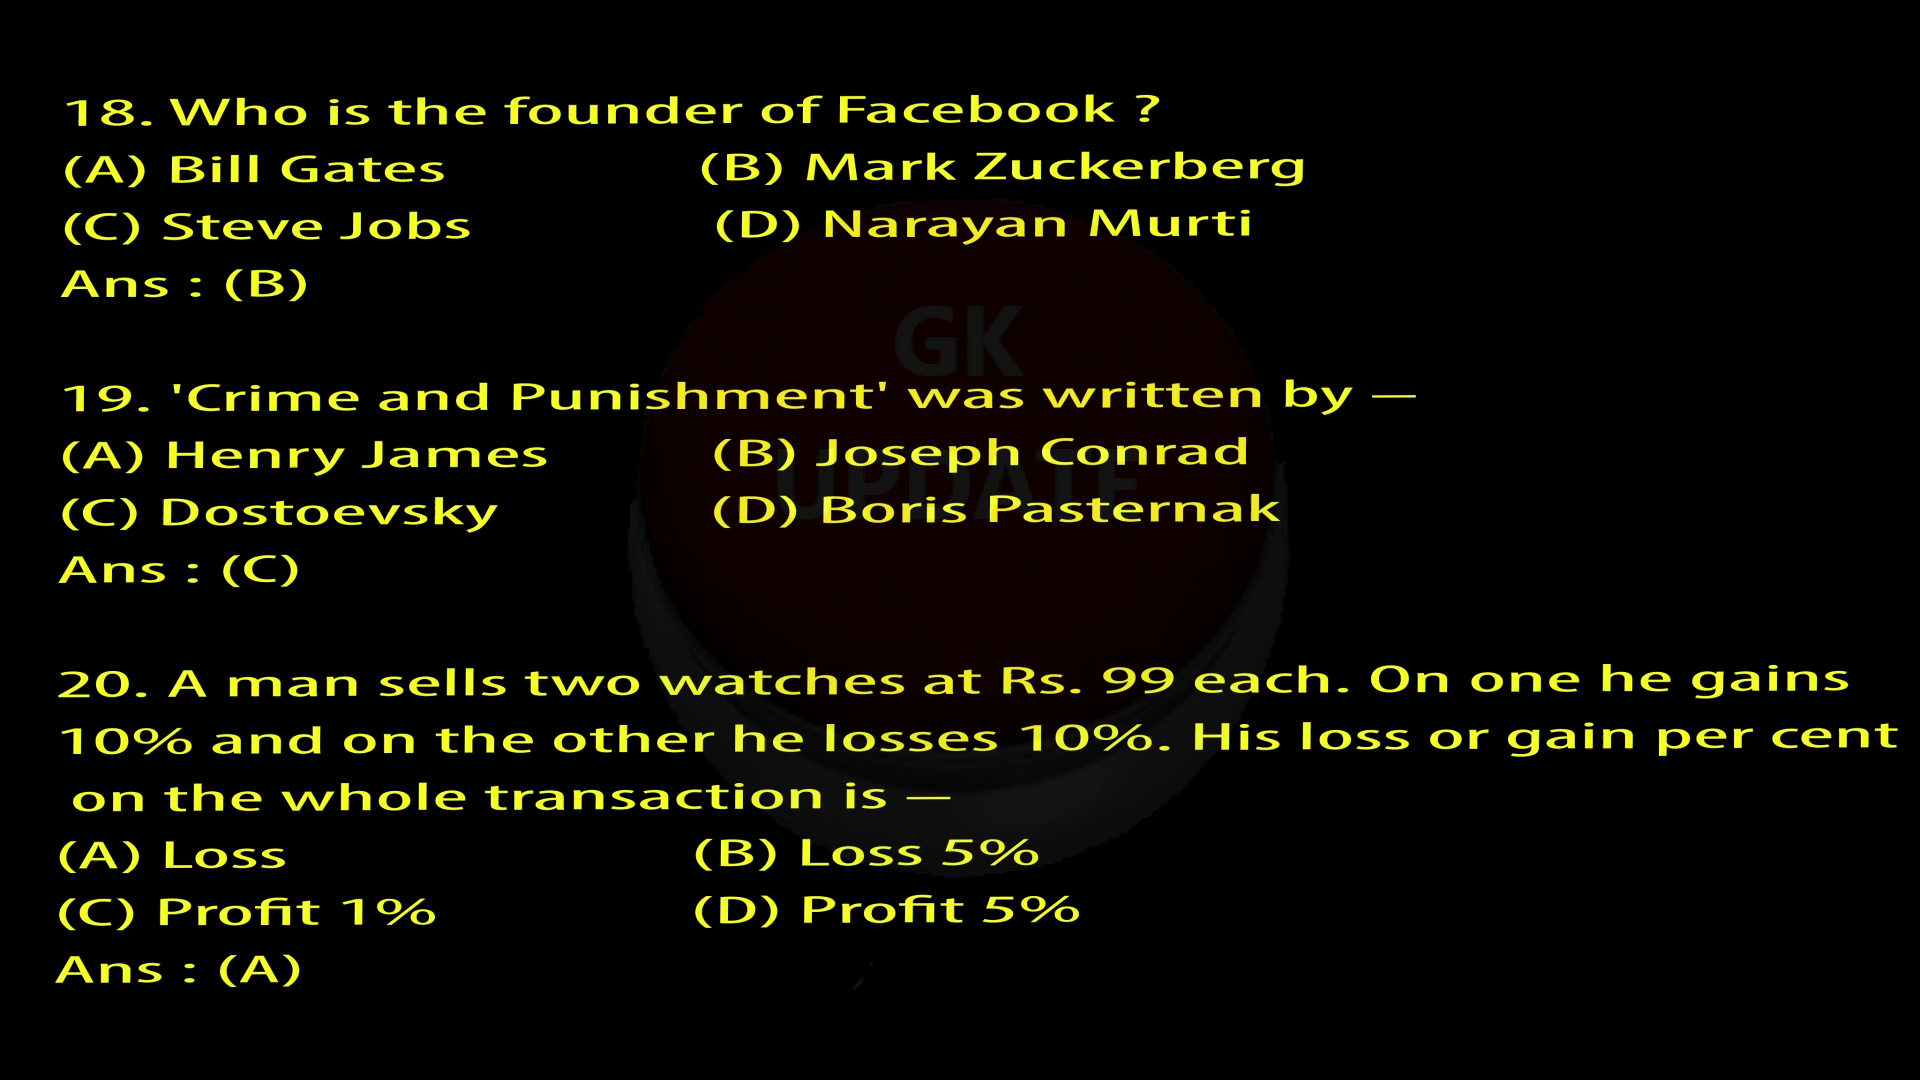 18. Who is the founder of Facebook ?
(A) Bill Gates (B) Mark Zuckerberg
(C) Steve Jobs (D) Narayan Murti
Ans : (B)
GK
19. 'Crime and Punishment' was written by —
(A) Henry James (B) Joseph Conrad
UPDATE
(C) Dostoevsky (D) Boris Pasternak
Ans : (C)
20. A man sells two watches at Rs. 99 each. On one he gains
10% and on the other he losses 10%. His loss or gain per cent
on the whole transaction is —
(A) Loss (B) Loss 5%
(C) Profit 1% (D) Profit 5%
Ans : (A)